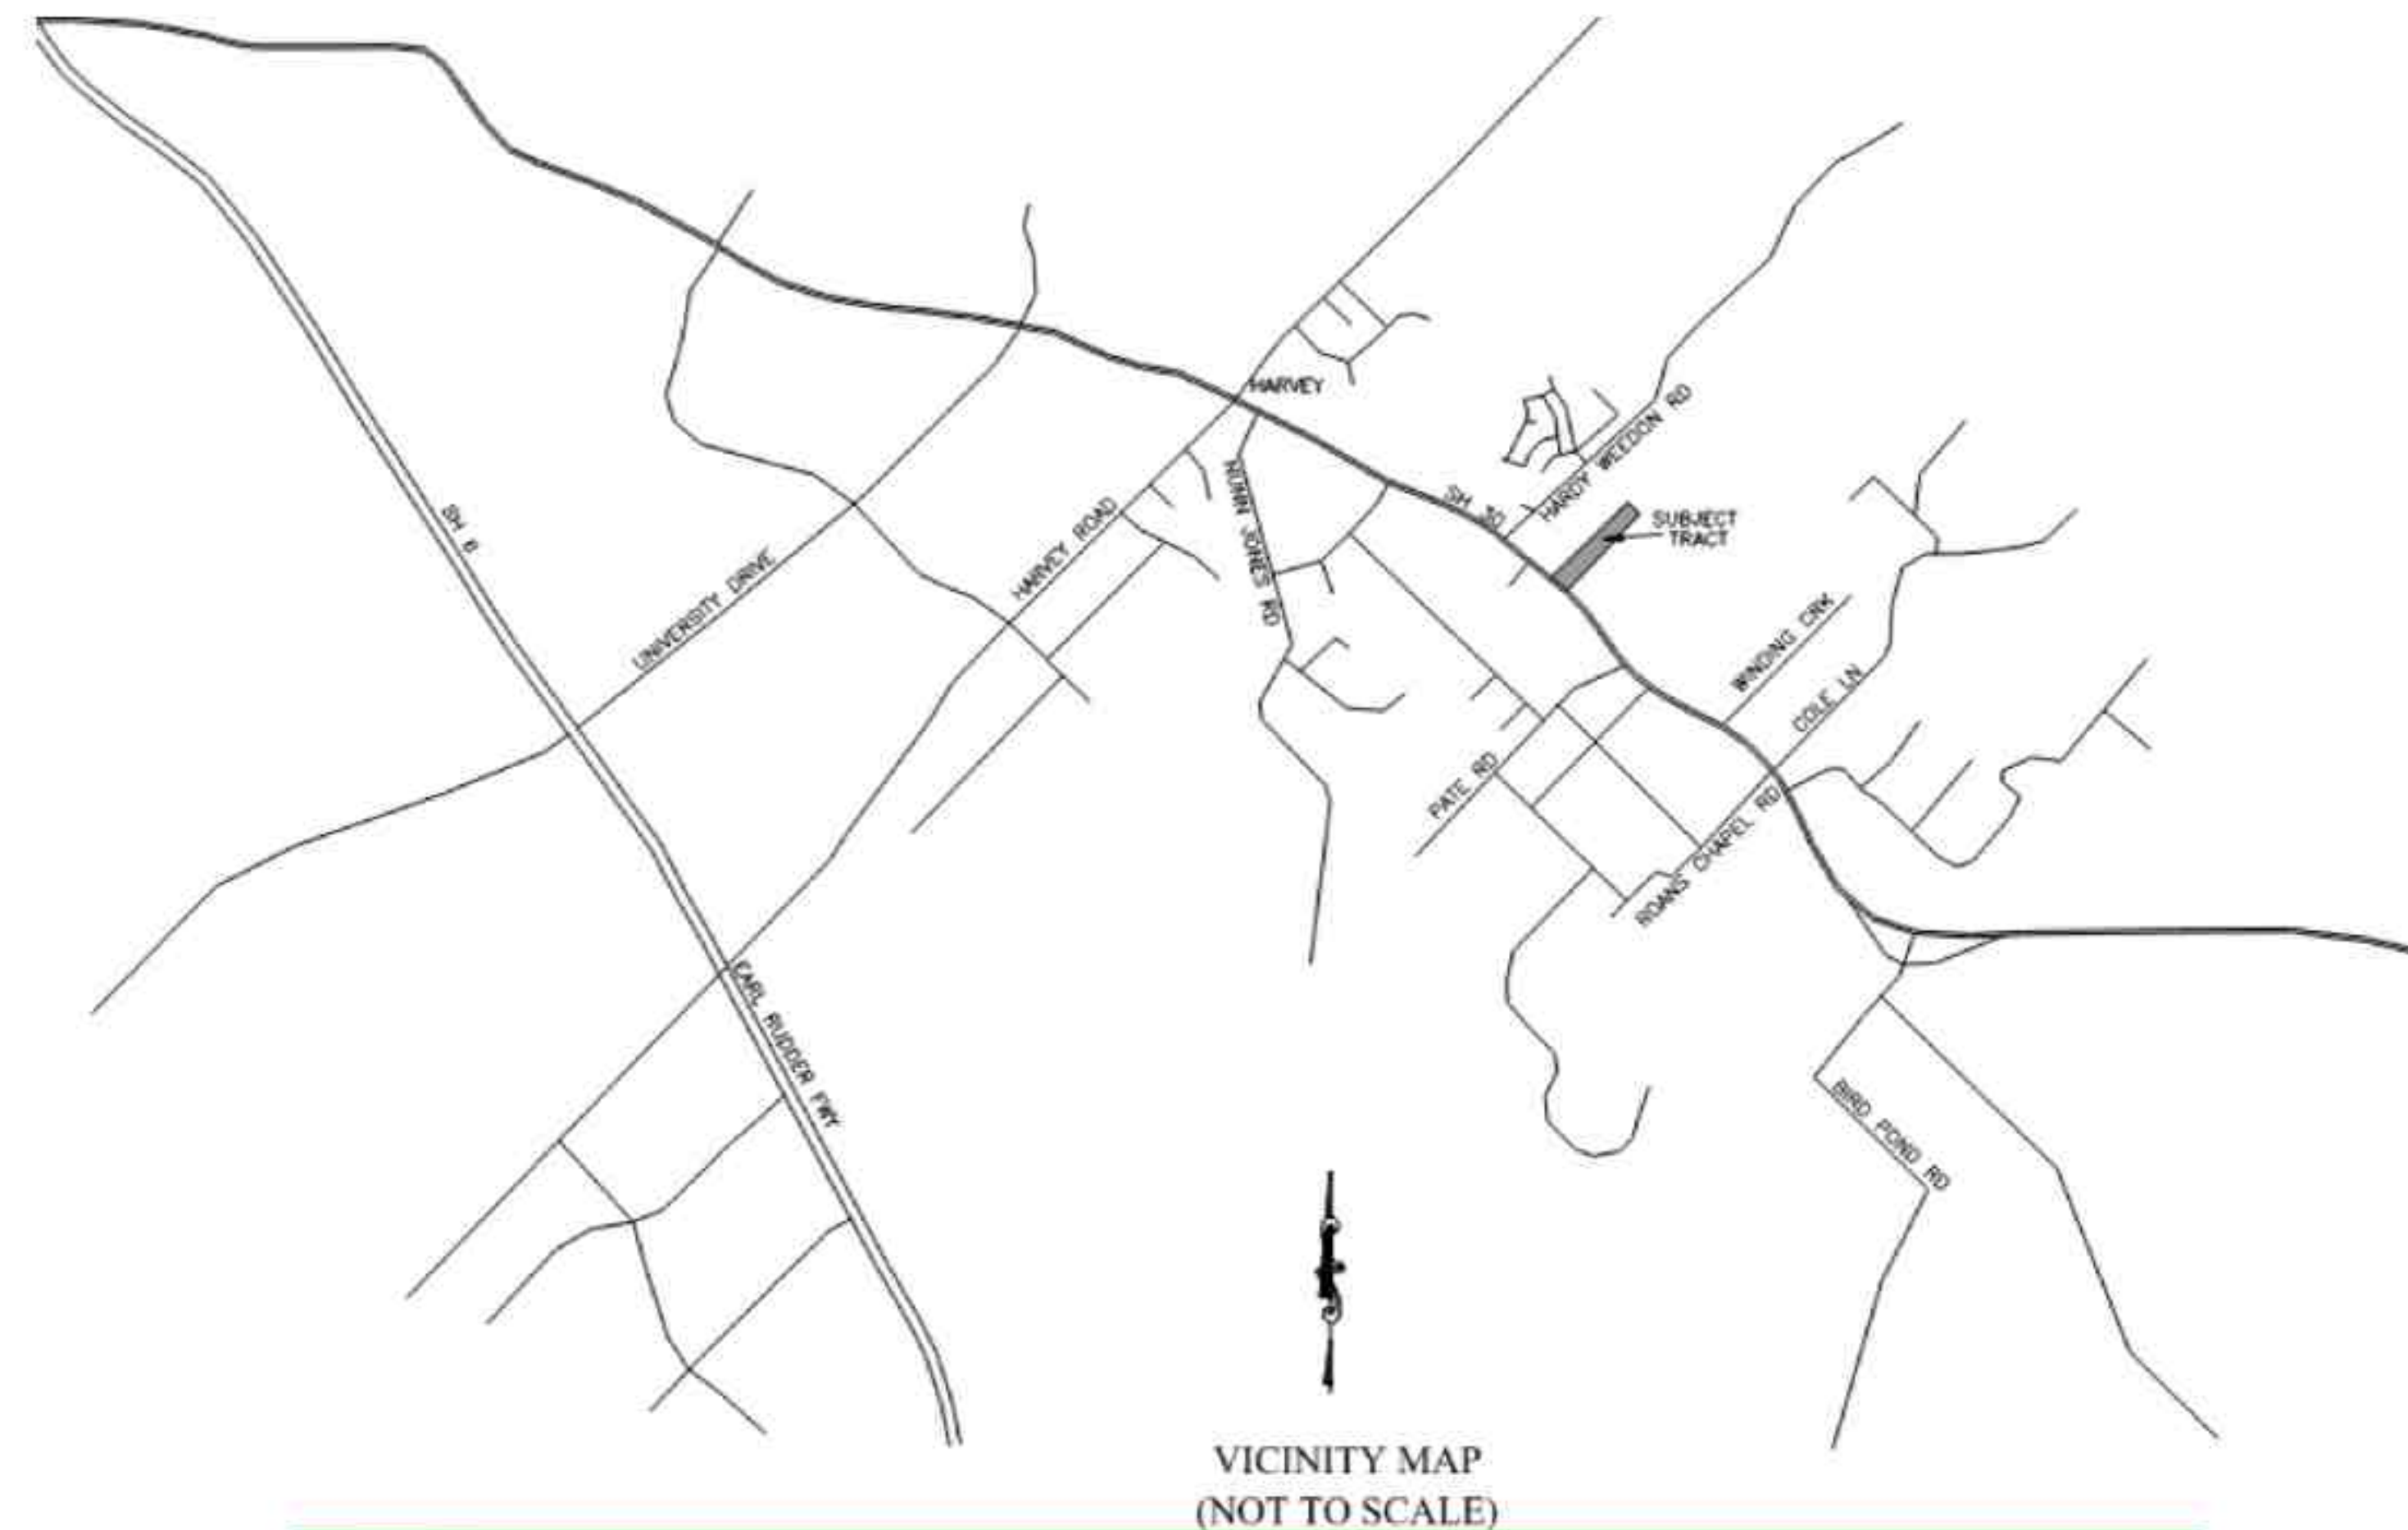 HARVEY
HARDY WEEDON RD
SH 30
SUBJECT
TRACT
NUNN JONES RD
HARVEY ROAD
SH 6
UNIVERSITY DRIVE
WINDING CRK
COLE LN
PATE RD
ROANS CHAPEL RD
EARL RUDDER FWY
BIRD POND RD
VICINITY MAP
(NOT TO SCALE)